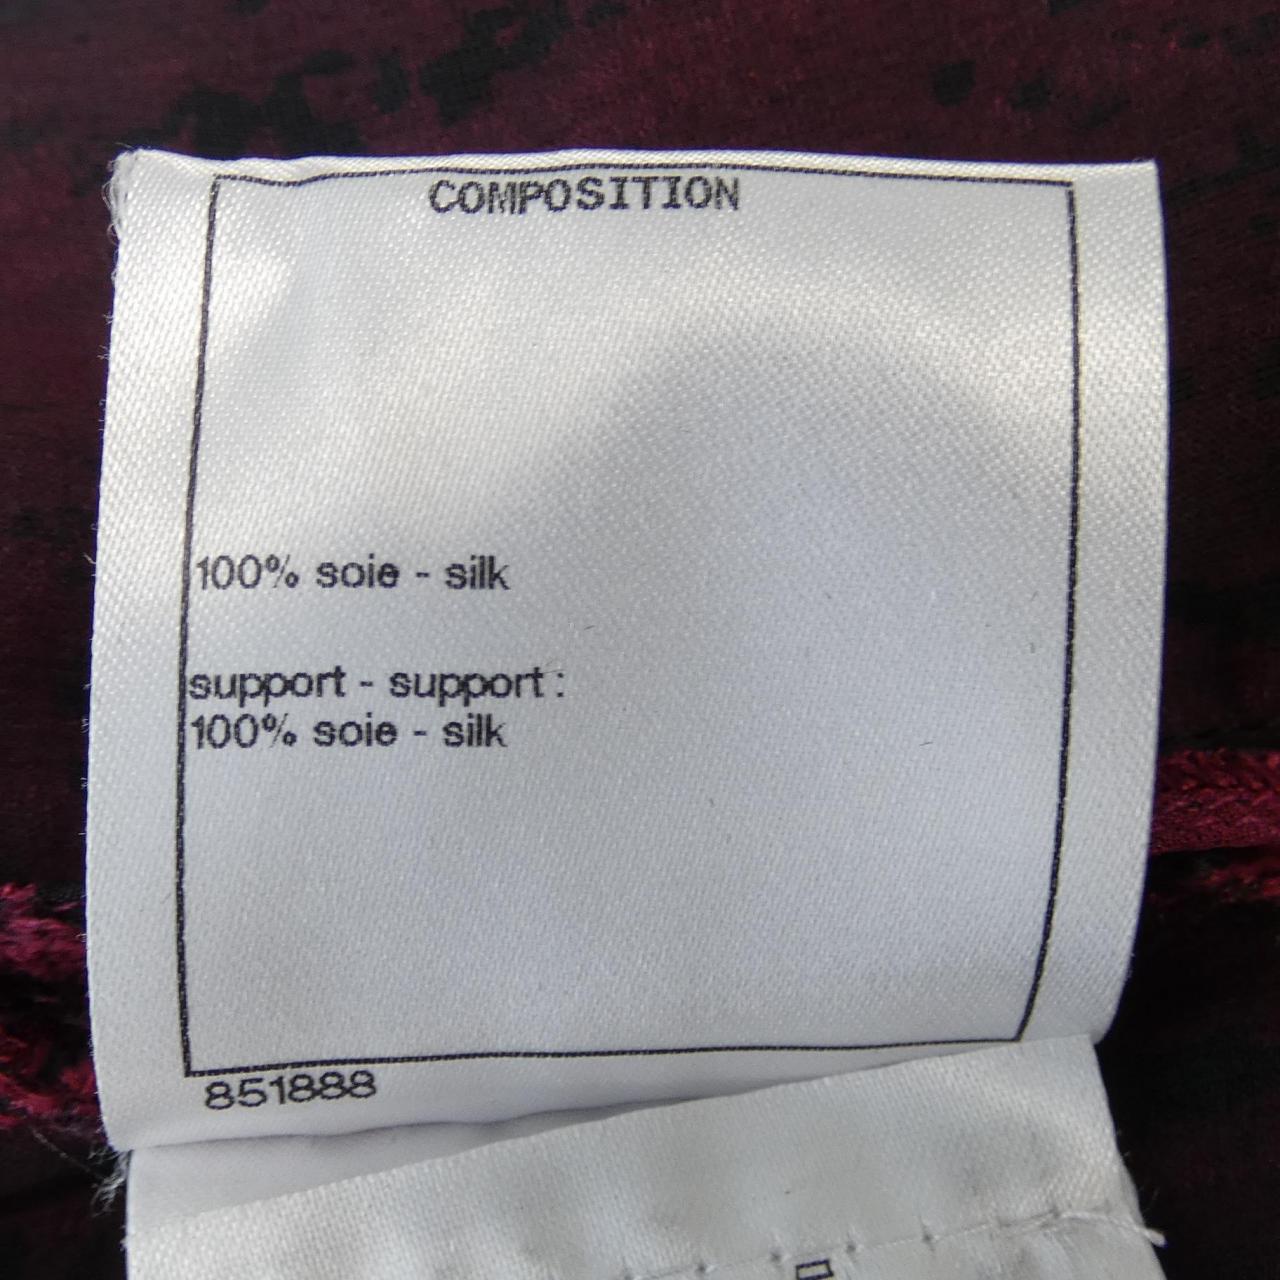 COMPOSITION
100% soie - silk
support - support :
100% soie - silk
851888